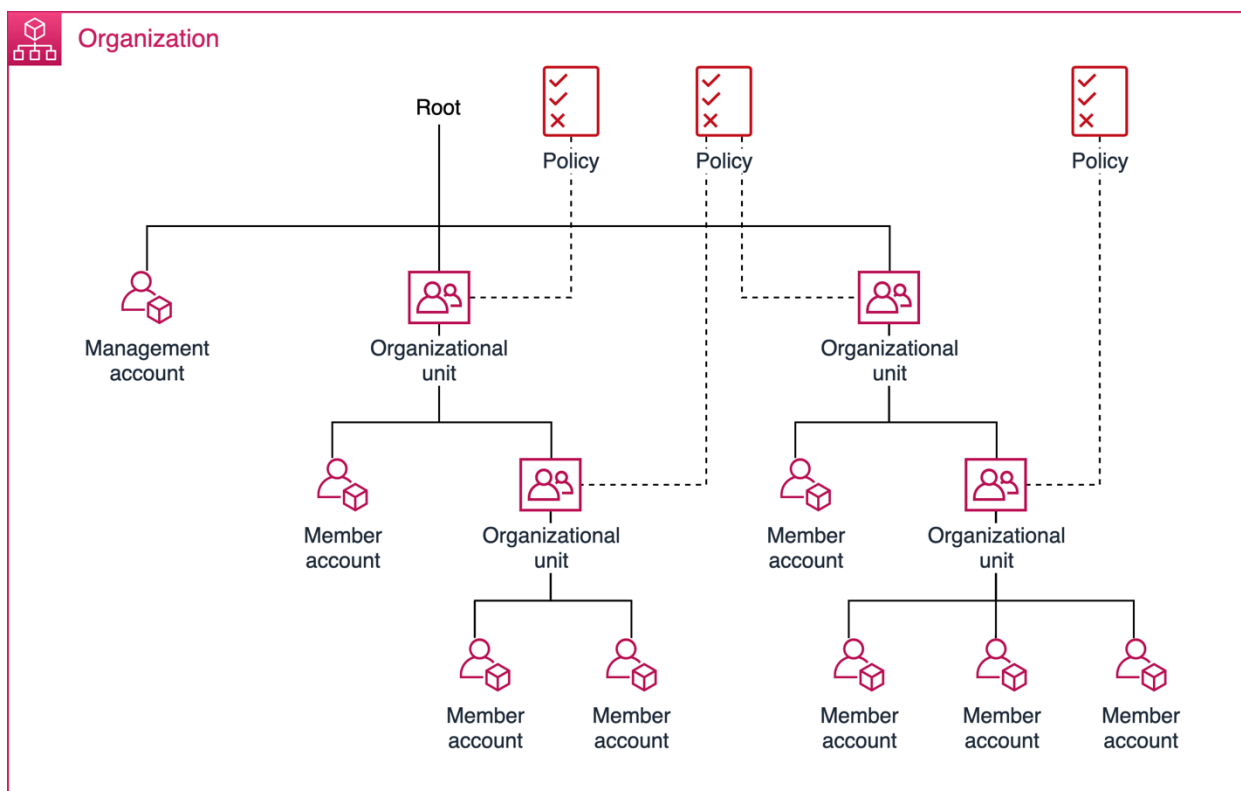 Organization
Root
Policy
Policy
Policy
Management
account
Organizational
unit
Organizational
unit
Member
account
Organizational
unit
Member
account
Organizational
unit
Member
account
Member
account
Member
account
Member
account
Member
account